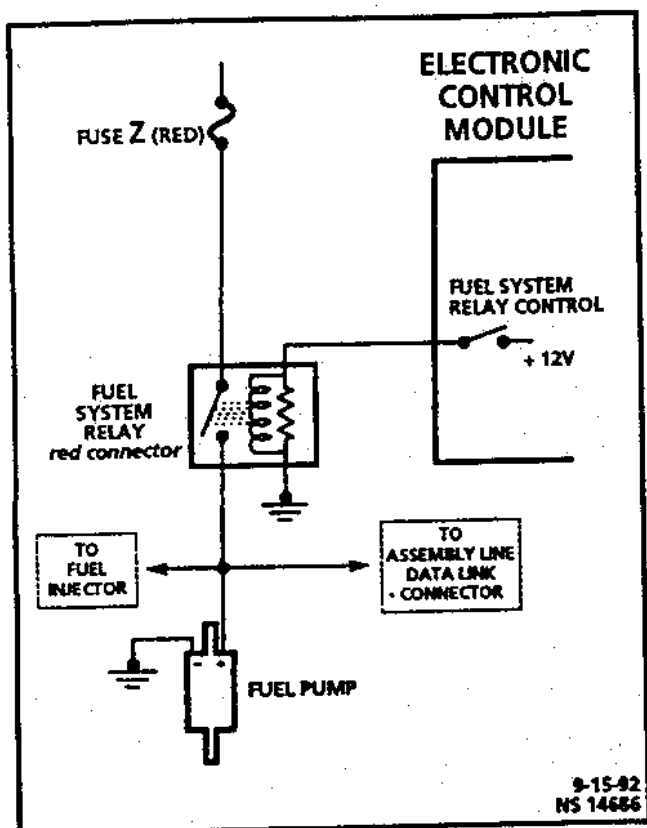 ELECTRONIC
CONTROL
MODULE
FUSE Z (RED)
FUEL SYSTEM
RELAY CONTROL
+ 12V
FUEL
SYSTEM
RELAY
red connector
TO
FUEL
INJECTOR
TO
ASSEMBLY LINE
DATA LINK
- CONNECTOR
- +
FUEL PUMP
9-15-92
NS 14686